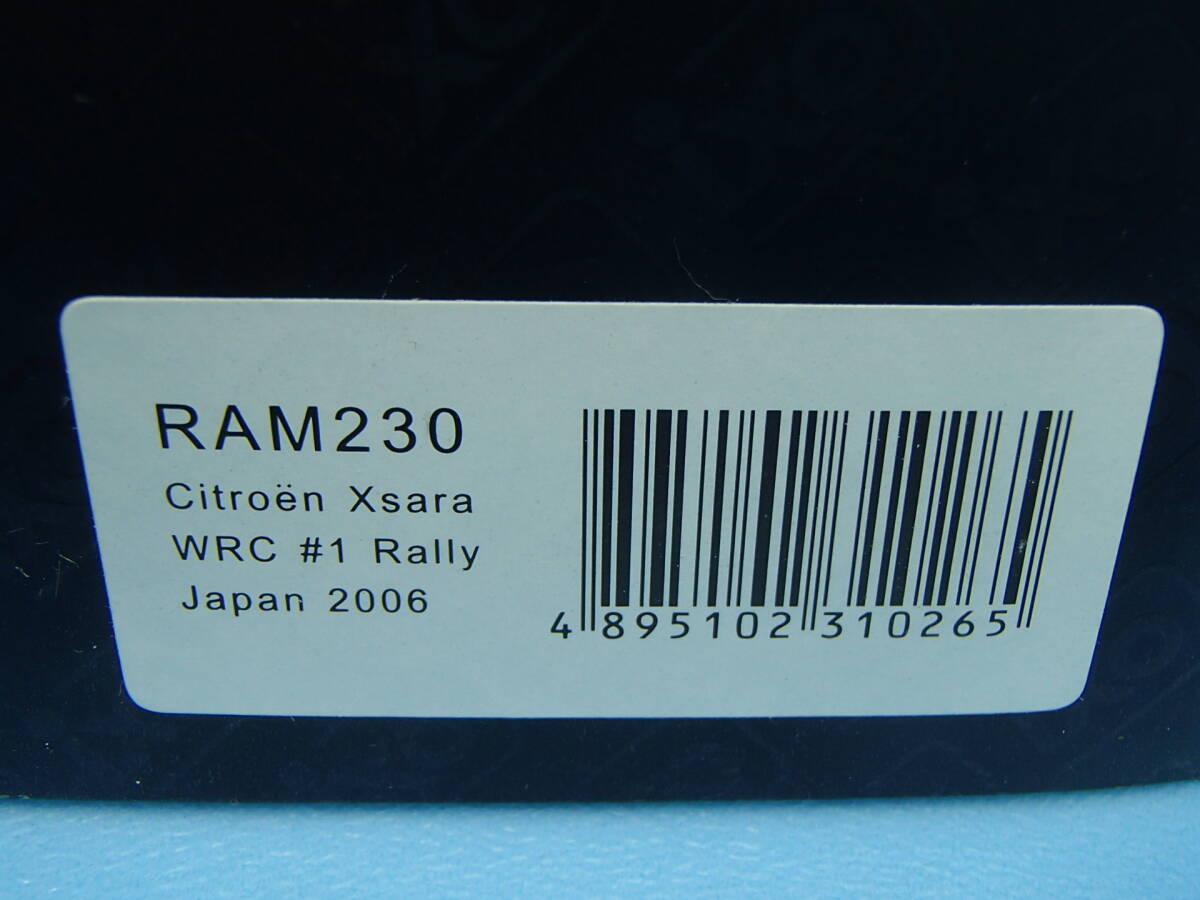 RAM230
Citroën Xsara
WRC #1 Rally
Japan 2006
4 895102 310265